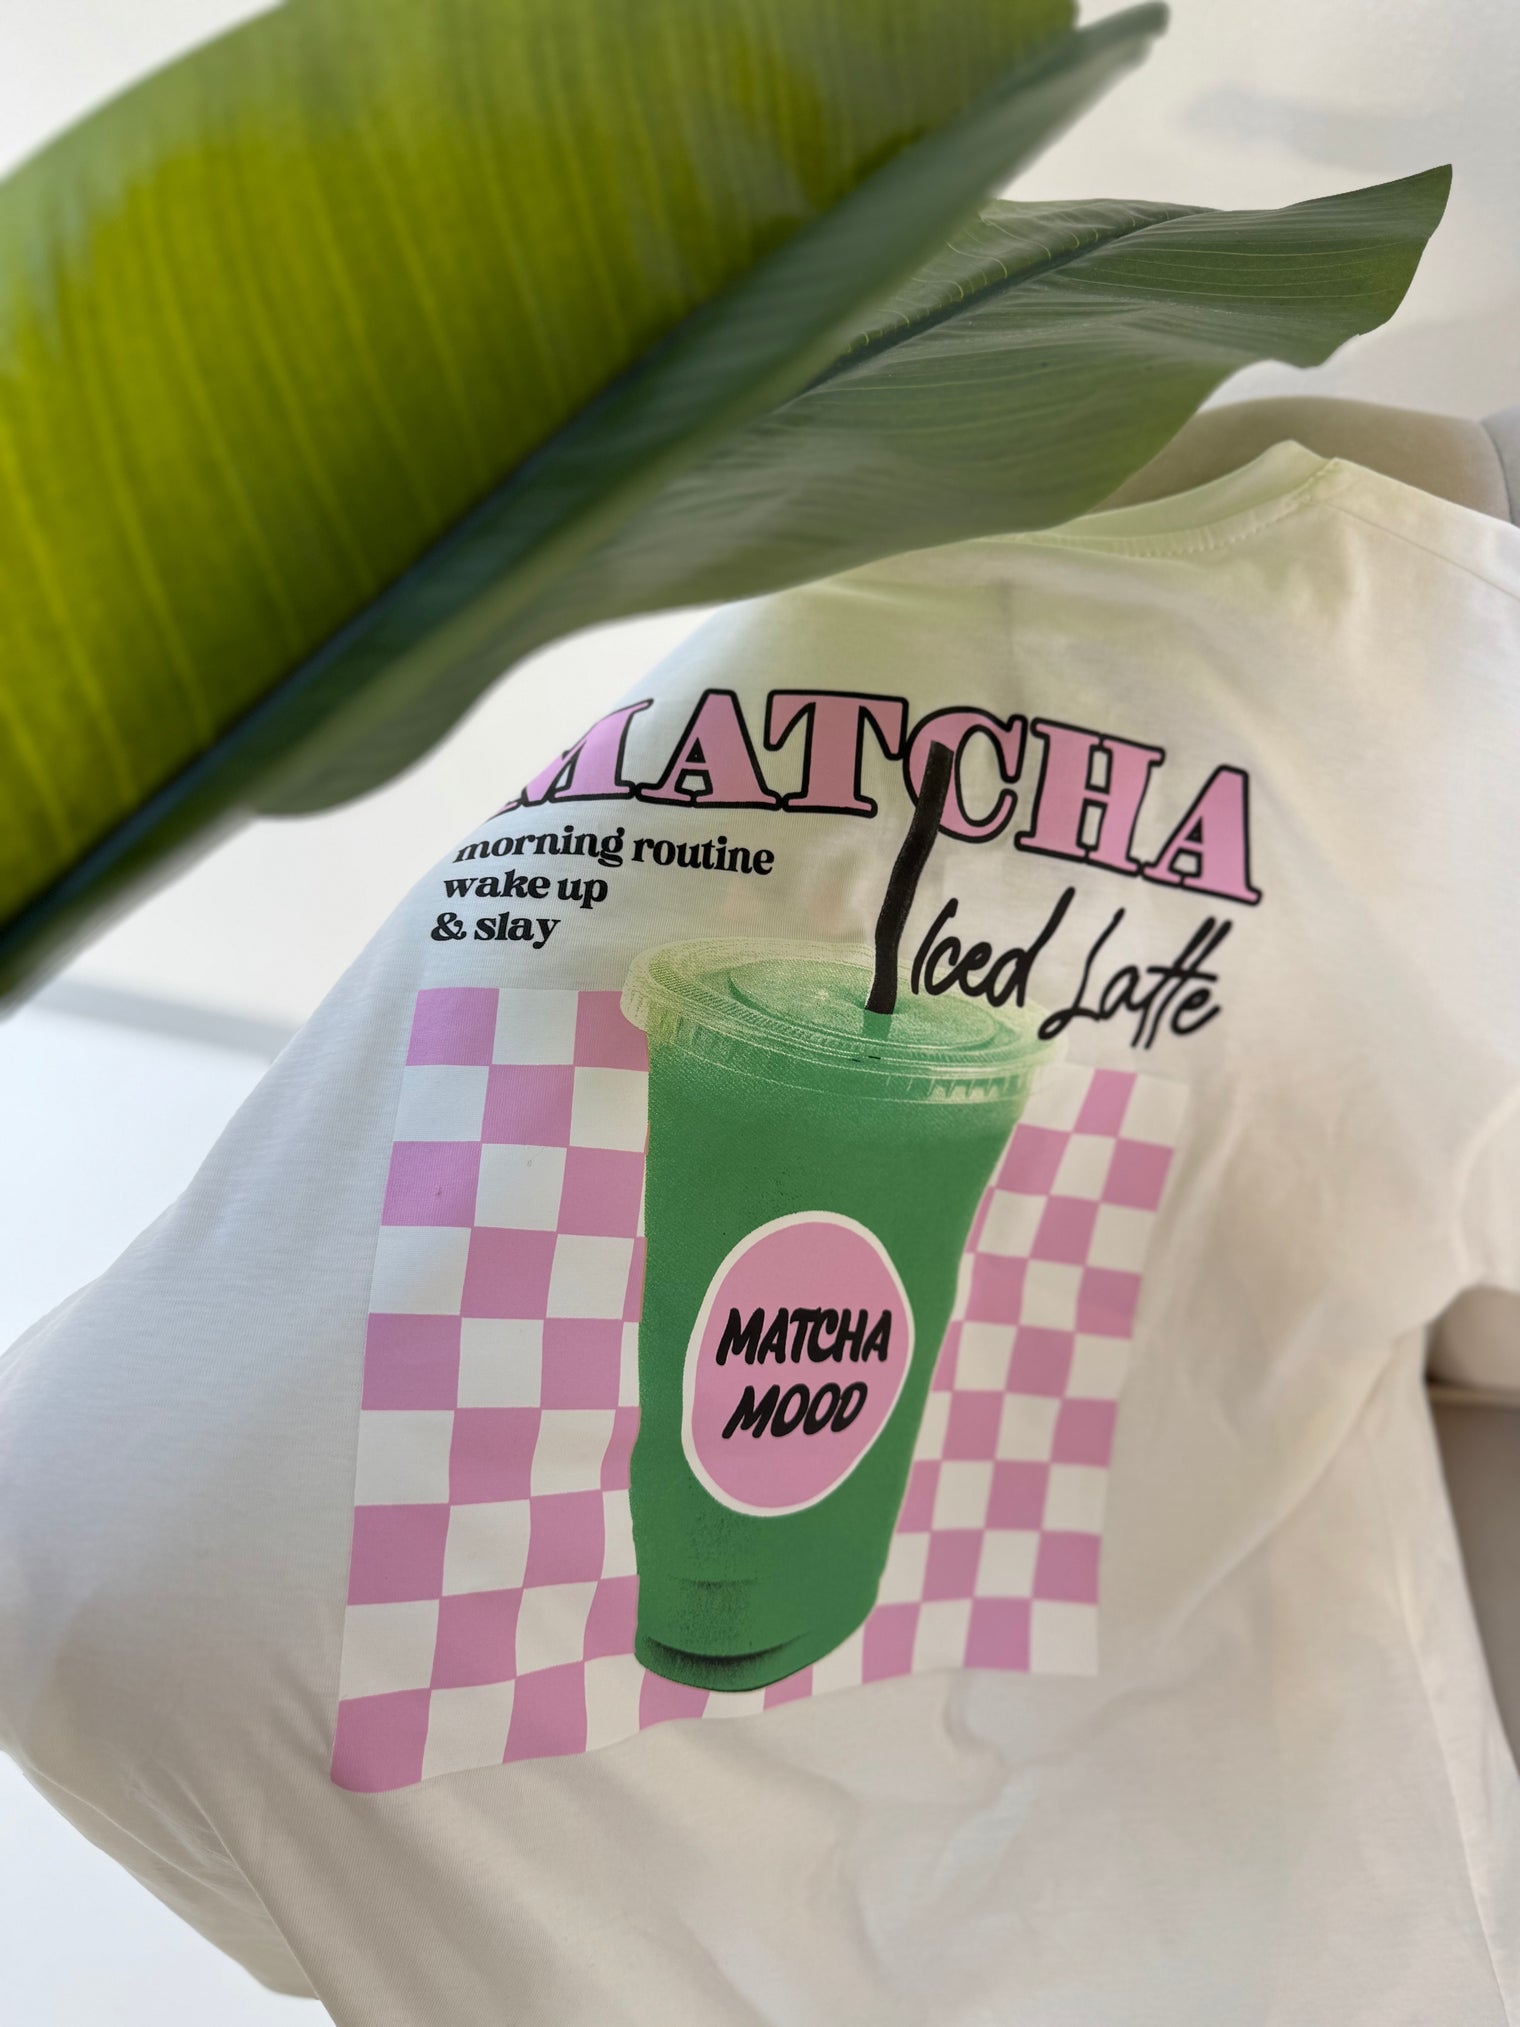 MATCHA
morning routine
wake up
& slay
Iced Latte
MATCHA
MOOD